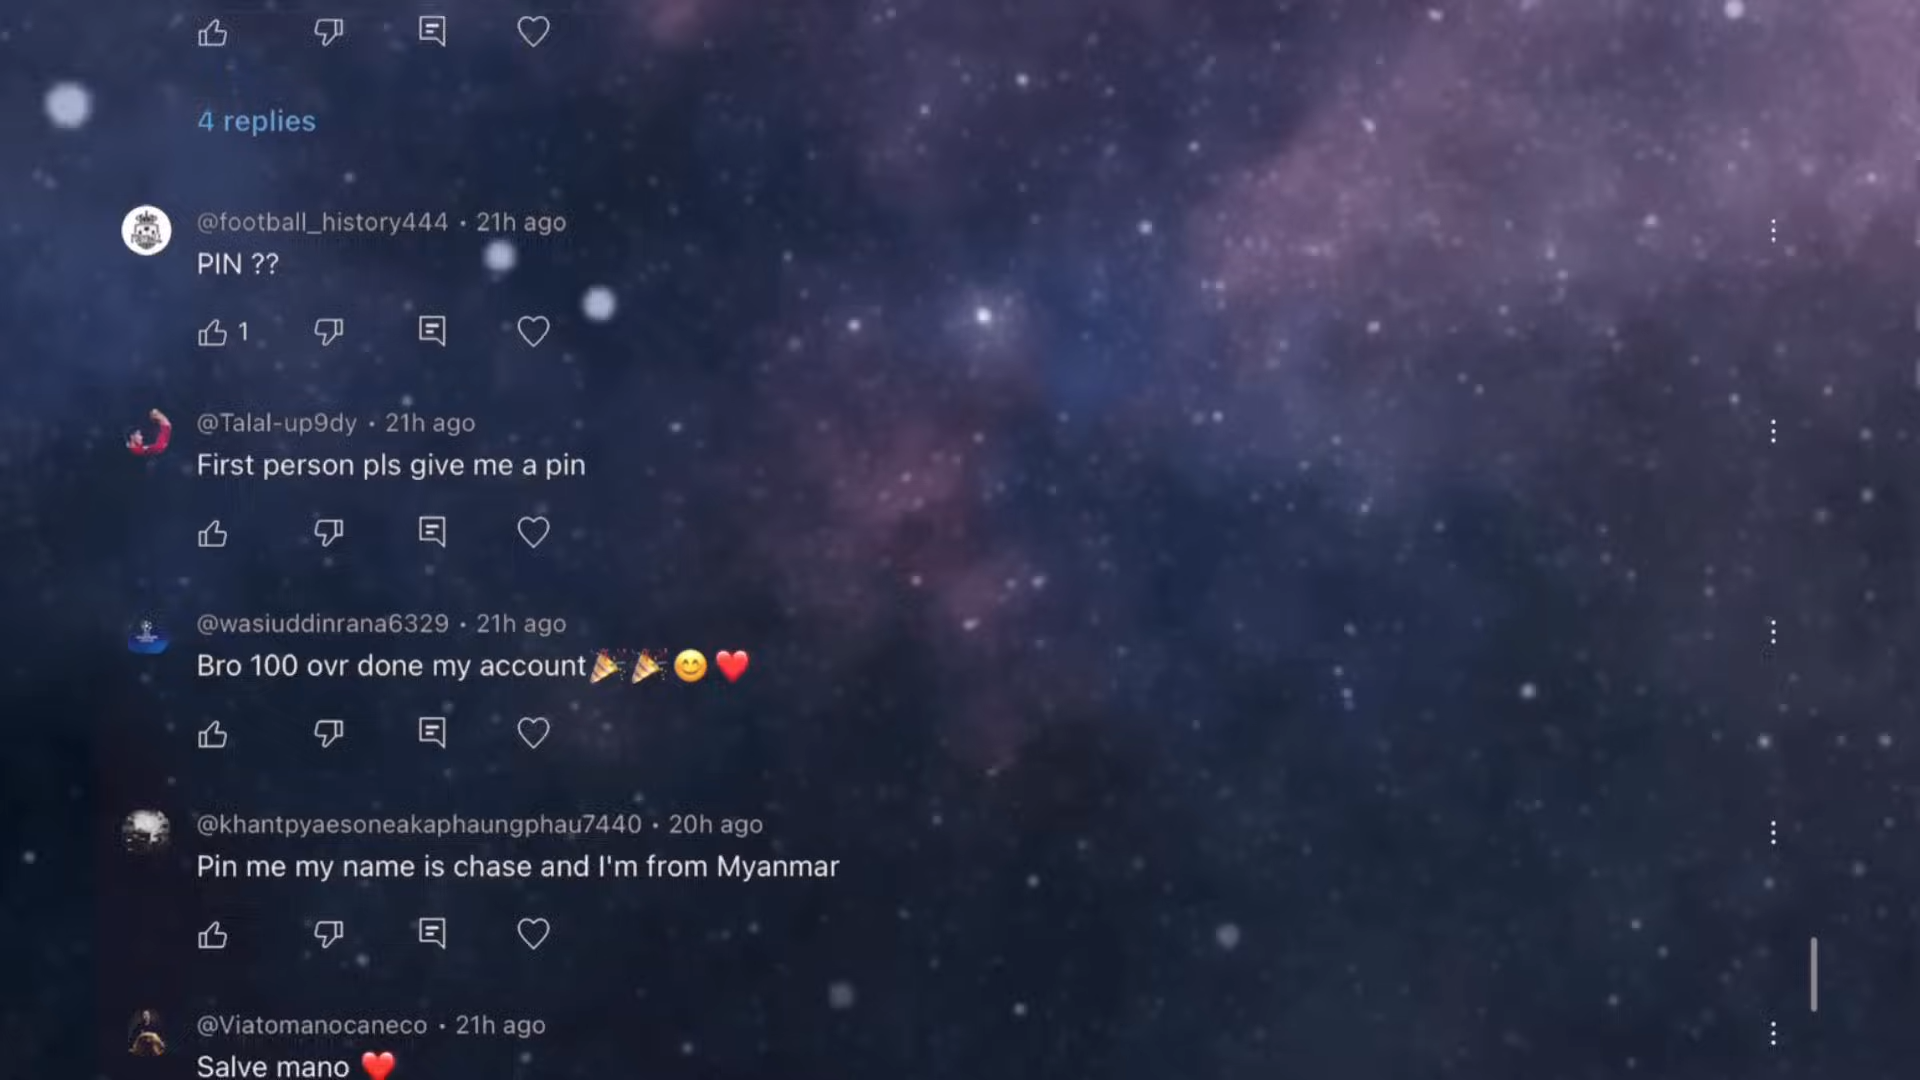 4 replies
@football_history444 • 21h ago
PIN ??
1
@Talal-up9dy • 21h ago
First person pls give me a pin
@wasiuddinrana6329 • 21h ago
Bro 100 ovr done my account🎉🎉😊❤️
@khantpyaesoneakaphaungphau7440 • 20h ago
Pin me my name is chase and I'm from Myanmar
@Viatomanocaneco • 21h ago
Salve mano ❤️